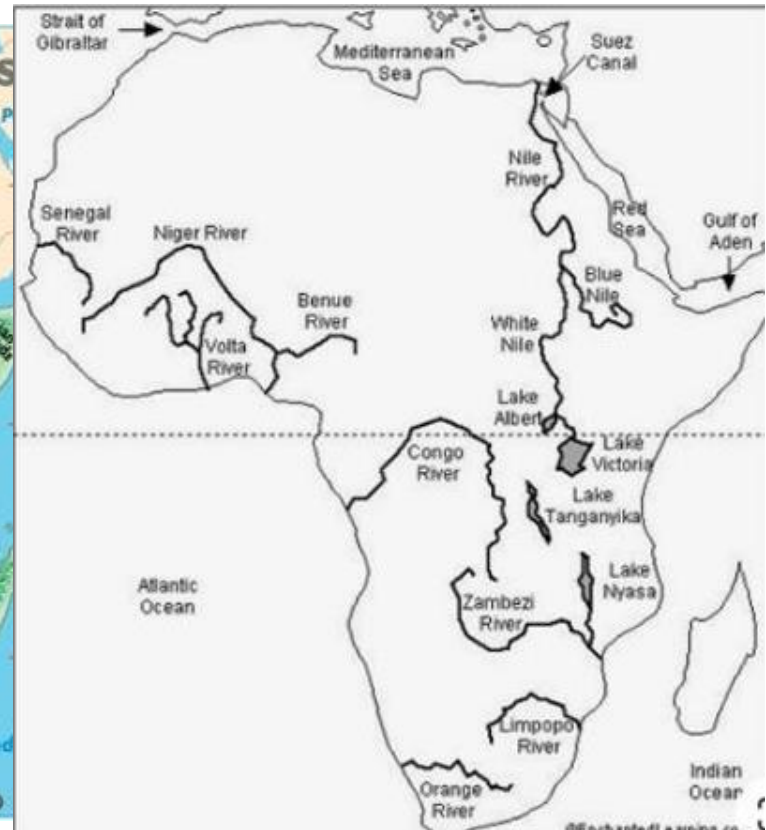 Strait of
Gibraltar
Mediterranean
Sea
Suez
Canal
Nile
River
Red
Sea
Gulf of
Aden
Senegal
River
Niger River
Blue
Nile
Benue
River
White
Nile
Volta
River
Lake
Albert
Lake
Victoria
Congo
River
Lake
Tanganyika
Lake
Nyasa
Atlantic
Ocean
Zambezi
River
Limpopo
River
Orange
River
Indian
Ocean